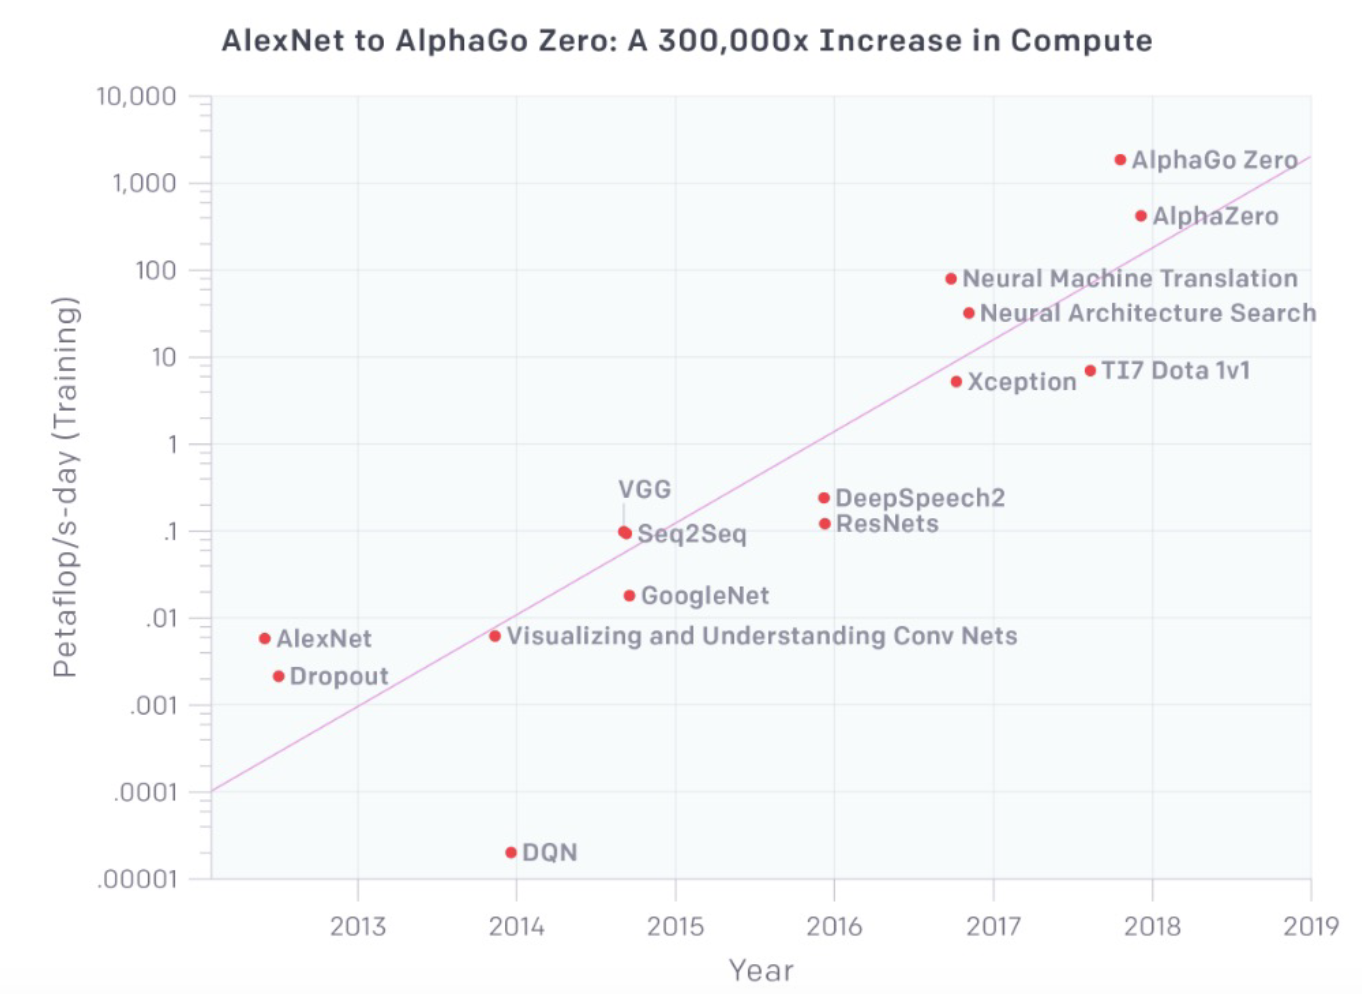 AlexNet to AlphaGo Zero: A 300,000x Increase in Compute
10,000
1,000
100
10
1
.1
.01
.001
.0001
.00001
Petaflop/s-day (Training)
AlphaGo Zero
AlphaZero
Neural Machine Translation
Neural Architecture Search
TI7 Dota 1v1
Xception
VGG
DeepSpeech2
ResNets
Seq2Seq
GoogleNet
AlexNet
Visualizing and Understanding Conv Nets
Dropout
DQN
2013 2014 2015 2016 2017 2018 2019
Year